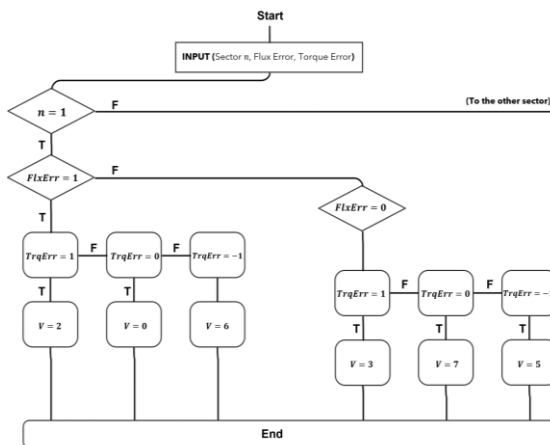 Start
INPUT (Sector n, Flux Error, Torque Error)
n = 1
F
(To the other sector)
T
FlxErr = 1
F
T
FlxErr = 0
TrqErr = 1
F
TrqErr = 0
F
TrqErr = −1
T
T
TrqErr = 1
F
TrqErr = 0
F
TrqErr = −
V = 2
V = 0
V = 6
T
T
T
V = 3
V = 7
V = 5
End